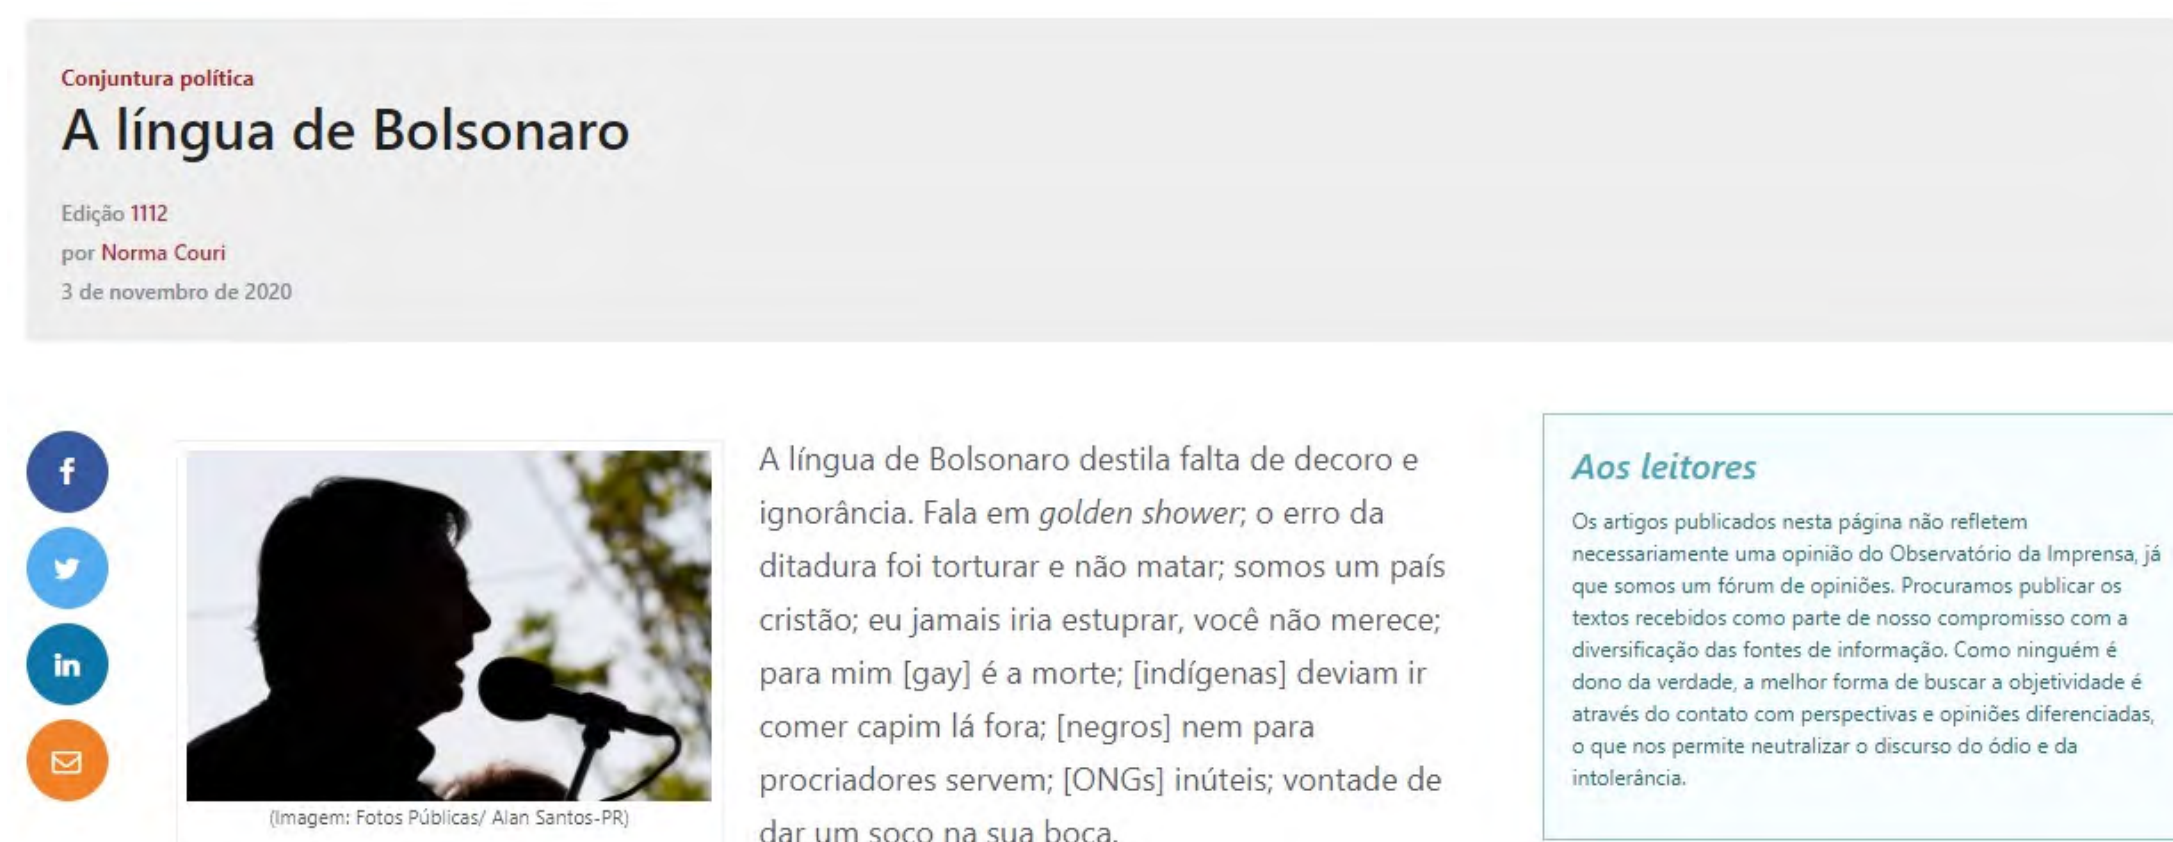 Conjuntura política
A língua de Bolsonaro
Edição 1112
por Norma Couri
3 de novembro de 2020
f
in
(Imagem: Fotos Públicas/ Alan Santos-PR)
A língua de Bolsonaro destila falta de decoro e
ignorância. Fala em golden shower; o erro da
ditadura foi torturar e não matar; somos um país
cristão; eu jamais iria estuprar, você não merece;
para mim [gay] é a morte; [indígenas] deviam ir
comer capim lá fora; [negros] nem para
procriadores servem; [ONGs] inúteis; vontade de
dar um soco na sua boca.
Aos leitores
Os artigos publicados nesta página não refletem
necessariamente uma opinião do Observatório da Imprensa, já
que somos um fórum de opiniões. Procuramos publicar os
textos recebidos como parte de nosso compromisso com a
diversificação das fontes de informação. Como ninguém é
dono da verdade, a melhor forma de buscar a objetividade é
através do contato com perspectivas e opiniões diferenciadas,
o que nos permite neutralizar o discurso do ódio e da
intolerância.